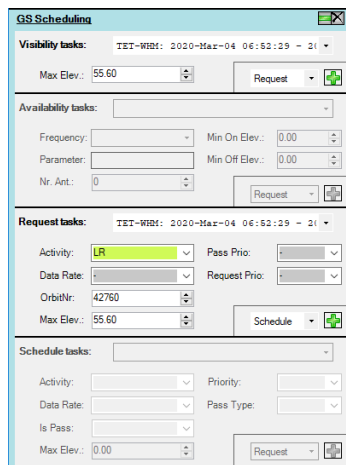 GS Scheduling
Visibility tasks: TET-WHM: 2020-Mar-04 06:52:29 - 2(
Max Elev.: 55.60 Request
Availability tasks:
Frequency: Min On Elev.: 0.00
Parameter: Min Off Elev.: 0.00
Nr. Ant.: 0
Request
Request tasks: TET-WHM: 2020-Mar-04 06:52:29 - 2(
Activity: LR Pass Prio: -
Data Rate: - Request Prio: -
OrbitNr: 42760
Max Elev.: 55.60 Schedule
Schedule tasks:
Activity: Priority:
Data Rate: Pass Type:
Is Pass:
Max Elev.: 0.00 Request